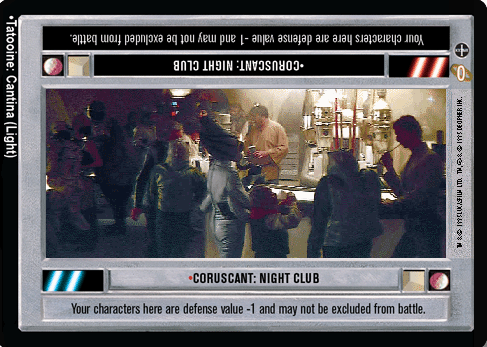 Your characters here are defense value -1 and may not be excluded from battle.
•CORUSCANT: NIGHT CLUB
•Tatooine: Cantina (Light)
•CORUSCANT: NIGHT CLUB
Your characters here are defense value -1 and may not be excluded from battle.